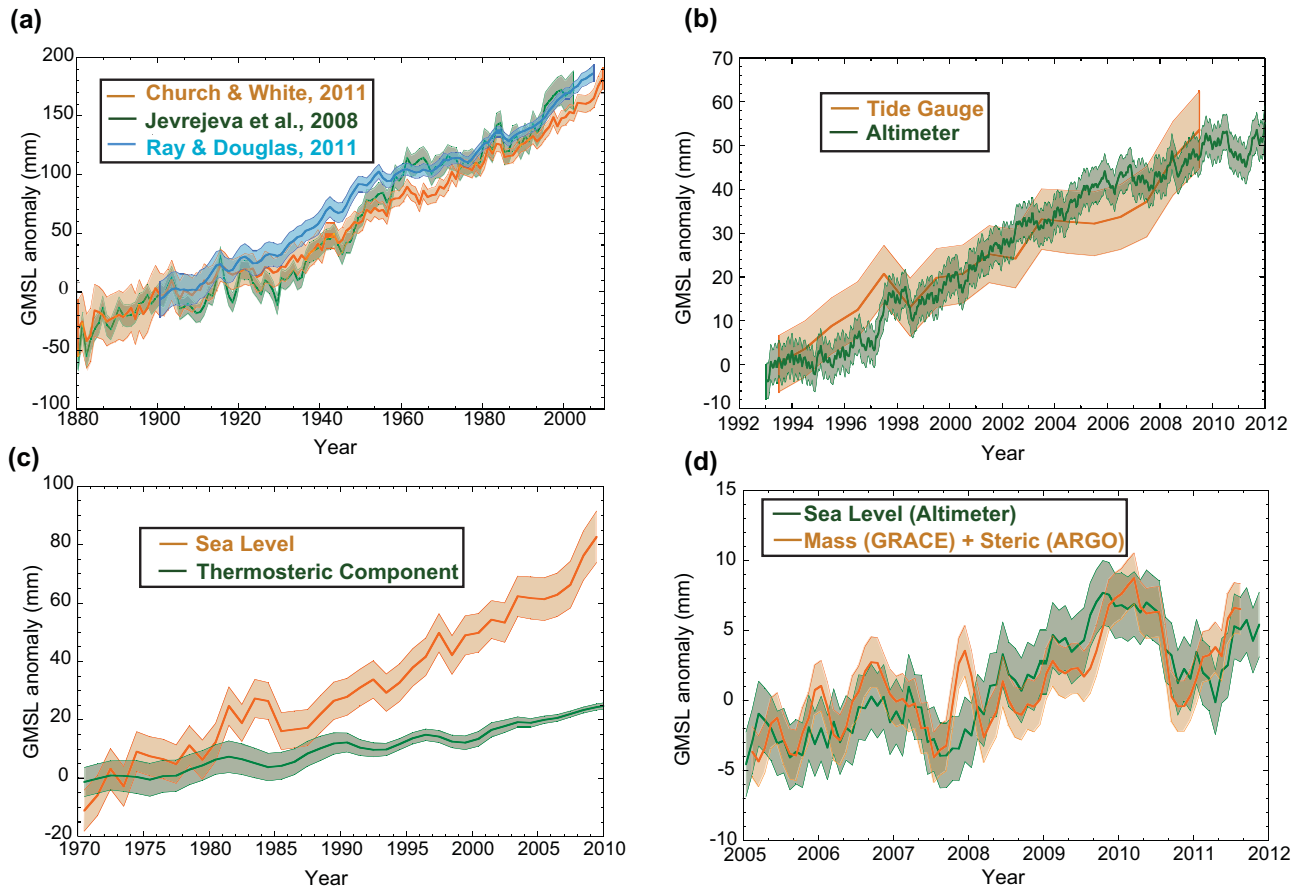 (a)
GMSL anomaly (mm)
200
150
100
50
0
-50
-100
Church & White, 2011
Jevrejeva et al., 2008
Ray & Douglas, 2011
1880 1900 1920 1940 1960 1980 2000
Year
(b)
GMSL anomaly (mm)
70
60
50
40
30
20
10
0
-10
Tide Gauge
Altimeter
1992 1994 1996 1998 2000 2002 2004 2006 2008 2010 2012
Year
(c)
GMSL anomaly (mm)
100
80
60
40
20
0
-20
Sea Level
Thermosteric Component
1970 1975 1980 1985 1990 1995 2000 2005 2010
Year
(d)
GMSL anomaly (mm)
15
10
5
0
-5
-10
Sea Level (Altimeter)
Mass (GRACE) + Steric (ARGO)
2005 2006 2007 2008 2009 2010 2011 2012
Year